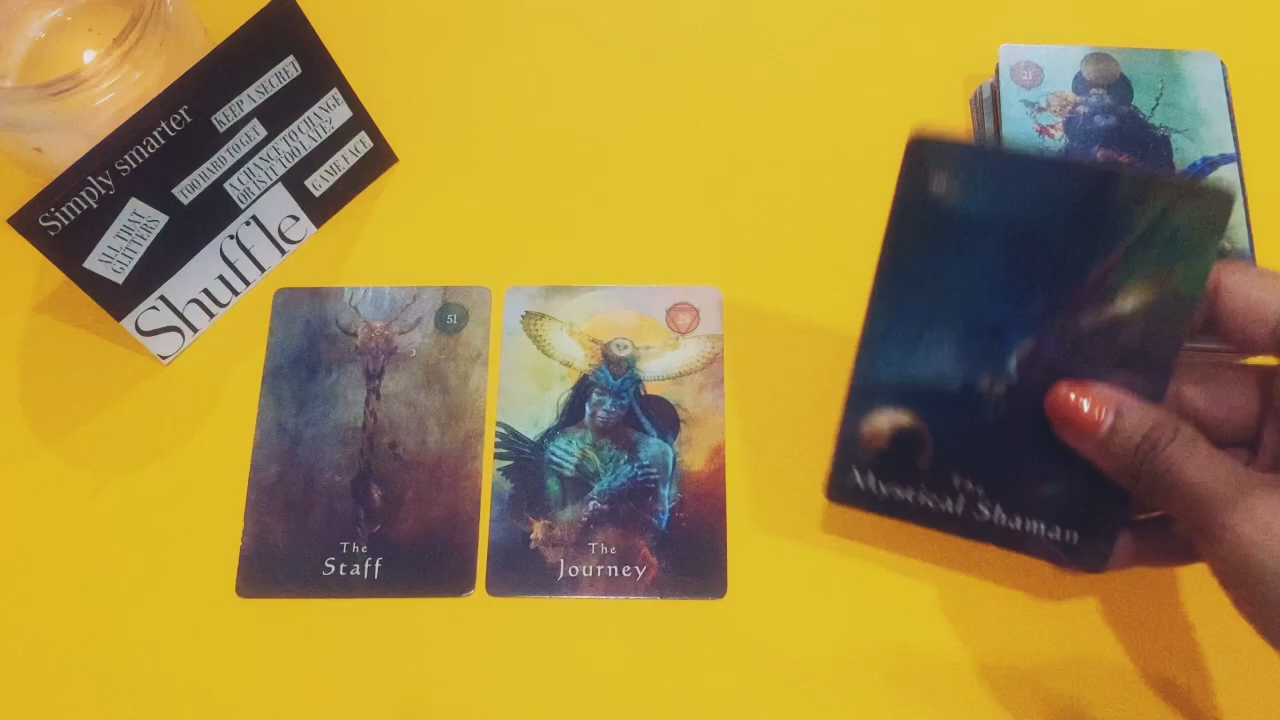 Simply smarter
KEEP A SECRET
TOO HARD TO GET
A CHANCE TO CHANGE
OR IS IT TOO LATE?
GAME FACE
ALL THAT
GLITTERS
Shuffle
51
The
Staff
The
Journey
21
The
Mystical Shaman